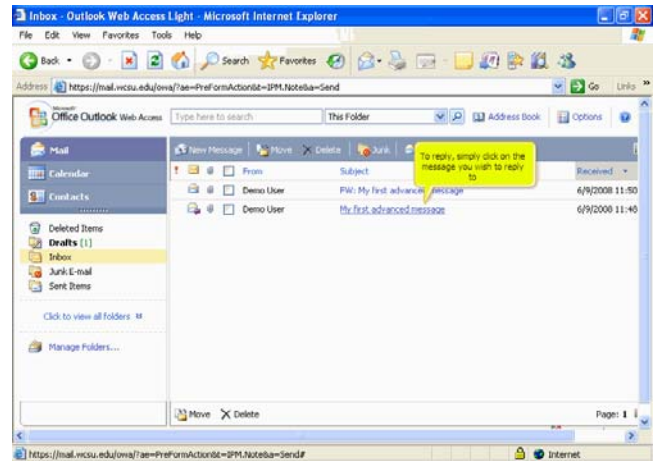 Inbox - Outlook Web Access Light - Microsoft Internet Explorer
File Edit View Favorites Tools Help
Back Search Favorites
Address https://mail.wcsu.edu/owa/?ae=PreFormAction&t=IPM.Note&a=Send Go Links »
Microsoft
Office Outlook Web Access Type here to search This Folder Address Book Options
Mail New Message Move Delete Junk
To reply, simply click on the
message you wish to reply
to
Calendar From Subject Received
Demo User FW: My first advanced message 6/9/2008 11:50
Contacts
Demo User My first advanced message 6/9/2008 11:48
Deleted Items
Drafts [1]
Inbox
Junk E-mail
Sent Items
Click to view all folders
Manage Folders...
Move Delete Page: 1
https://mail.wcsu.edu/owa/?ae=PreFormAction&t=IPM.Note&a=Send# Internet